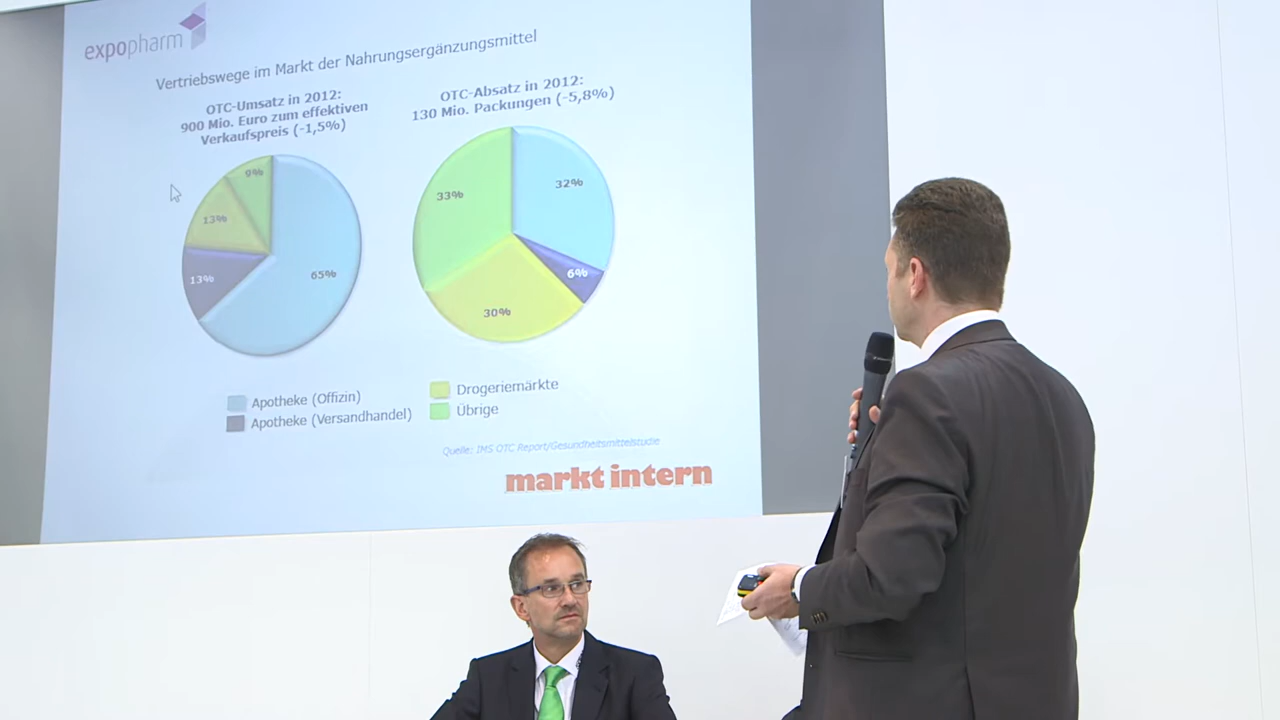 expopharm
Vertriebswege im Markt der Nahrungsergänzungsmittel
OTC-Umsatz in 2012:
900 Mio. Euro zum effektiven
Verkaufspreis (-1,5%)
OTC-Absatz in 2012:
130 Mio. Packungen (-5,8%)
9%
13%
13%
65%
33%
32%
6%
30%
Apotheke (Offizin)
Apotheke (Versandhandel)
Drogeriemärkte
Übrige
Quelle: IMS OTC Report/Gesundheitsmittelstudie
markt intern